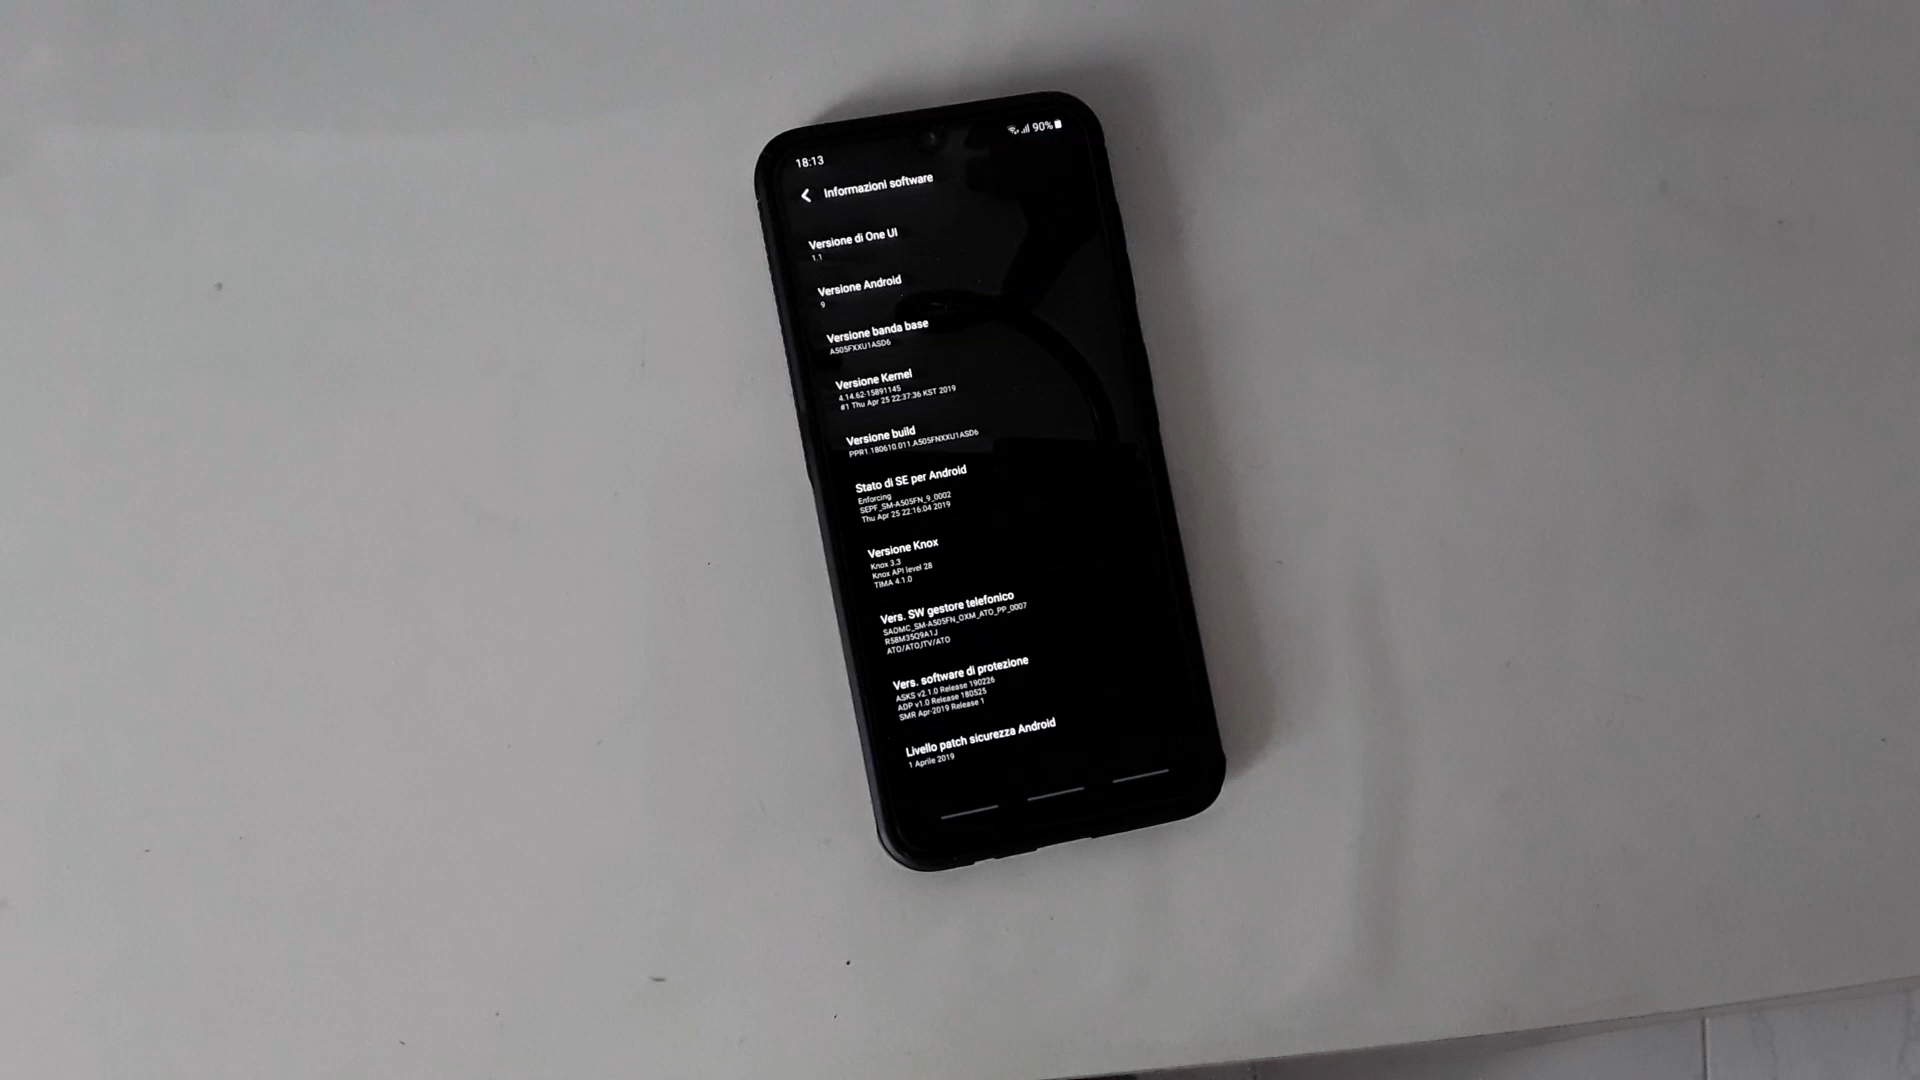 18:13
90%
Informazioni software
Versione di One UI
1.1
Versione Android
9
Versione banda base
A505FXXU1ASD6
Versione Kernel
4.14.62-15891145
#1 Thu Apr 25 22:37:36 KST 2019
Versione build
PPR1.180610.011.A505FNXXU1ASD6
Stato di SE per Android
Enforcing
SEPF_SM-A505FN_9_0002
Thu Apr 25 22:16:04 2019
Versione Knox
Knox 3.3
Knox API level 28
TIMA 4.1.0
Vers. SW gestore telefonico
SAOMC_SM-A505FN_OXM_ATO_PP_0007
R58M35Q9A1J
ATO/ATO,ITV/ATO
Vers. software di protezione
ASKS v2.1.0 Release 190226
ADP v1.0 Release 180525
SMR Apr-2019 Release 1
Livello patch sicurezza Android
1 Aprile 2019